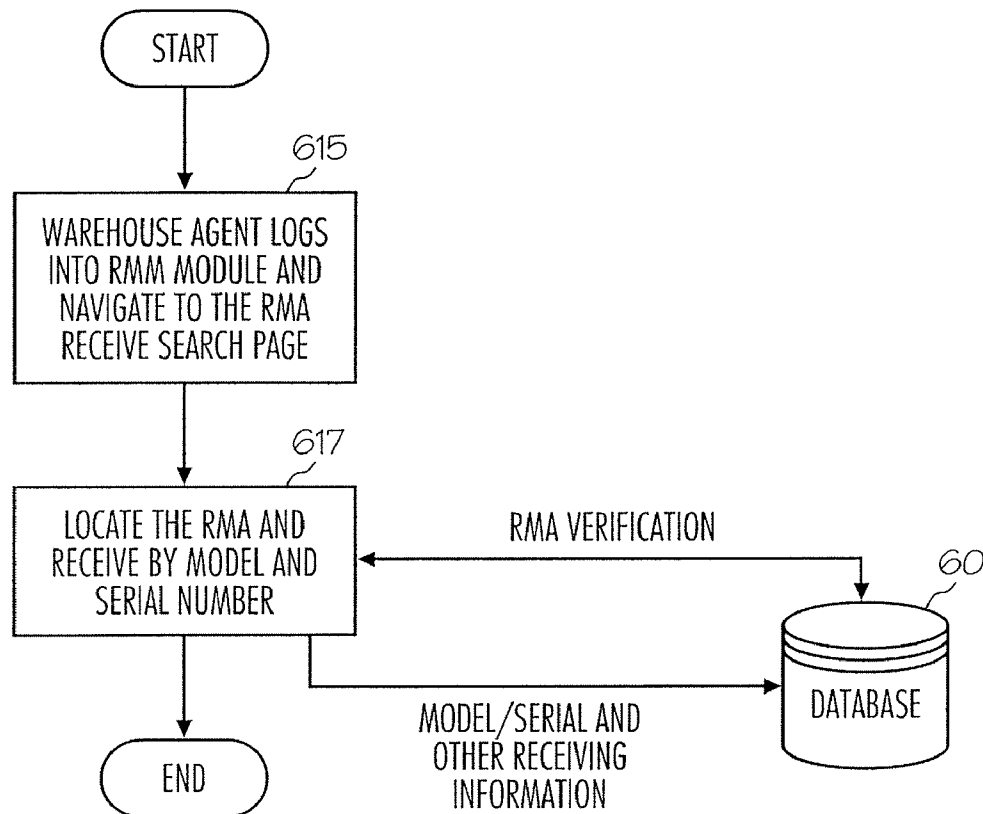 START
615
WAREHOUSE AGENT LOGS
INTO RMM MODULE AND
NAVIGATE TO THE RMA
RECEIVE SEARCH PAGE
617
LOCATE THE RMA AND
RECEIVE BY MODEL AND
SERIAL NUMBER
RMA VERIFICATION
60
DATABASE
MODEL/SERIAL AND
OTHER RECEIVING
INFORMATION
END